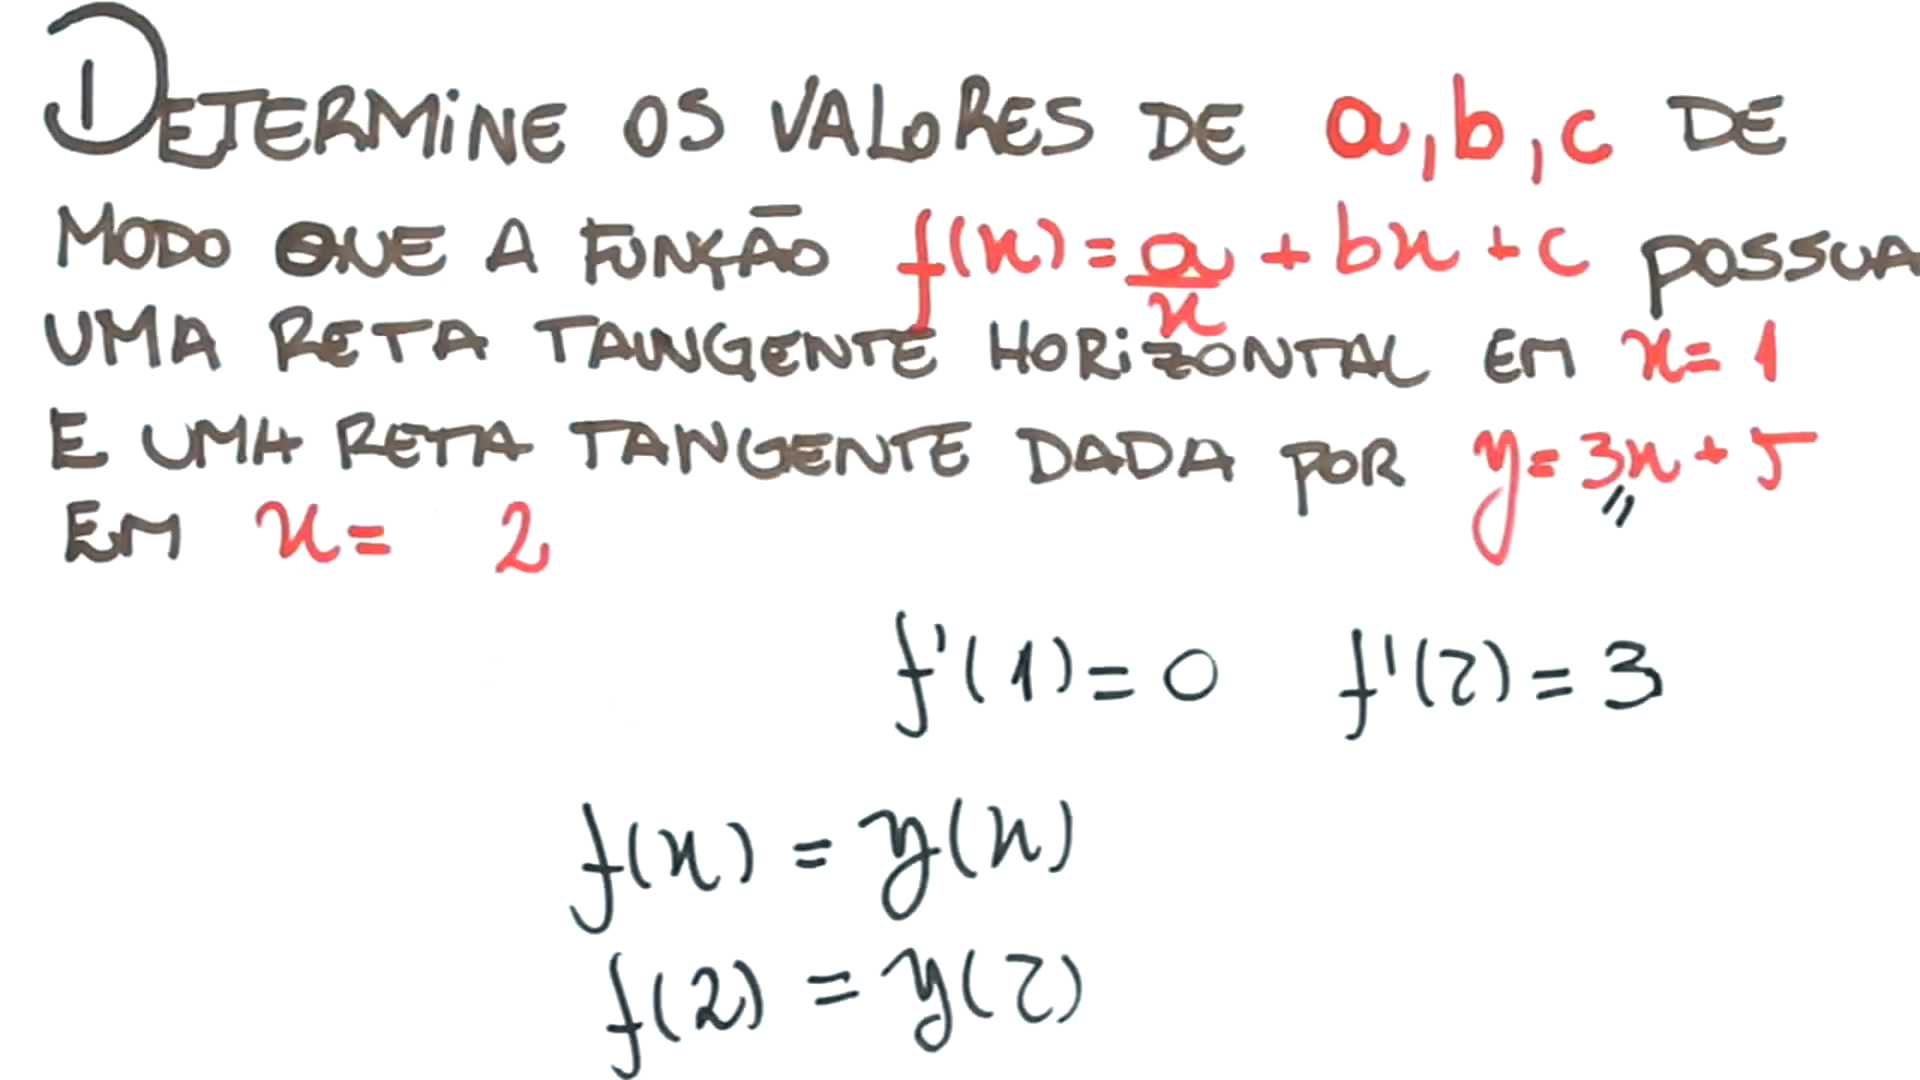 DETERMINE OS VALORES DE a, b, c DE
MODO QUE A FUNÇÃO f(x) = a/x + bx + c POSSUA
UMA RETA TANGENTE HORIZONTAL EM x = 1
E UMA RETA TANGENTE DADA POR y = 3x + 5
EM x = 2
f'(1) = 0 f'(2) = 3
f(x) = y(x)
f(2) = y(2)